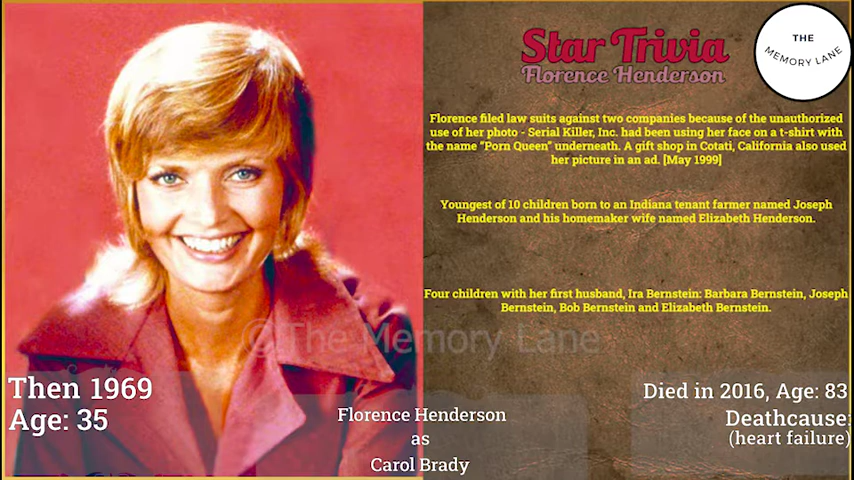 Star Trivia
Florence Henderson
THE
MEMORY LANE
Florence filed law suits against two companies because of the unauthorized
use of her photo - Serial Killer, Inc. had been using her face on a t-shirt with
the name "Porn Queen" underneath. A gift shop in Cotati, California also used
her picture in an ad. [May 1999]
Youngest of 10 children born to an Indiana tenant farmer named Joseph
Henderson and his homemaker wife named Elizabeth Henderson.
Four children with her first husband, Ira Bernstein: Barbara Bernstein, Joseph
Bernstein, Bob Bernstein and Elizabeth Bernstein.
©The Memory Lane
Then 1969
Age: 35
Florence Henderson
as
Carol Brady
Died in 2016, Age: 83
Deathcause:
(heart failure)